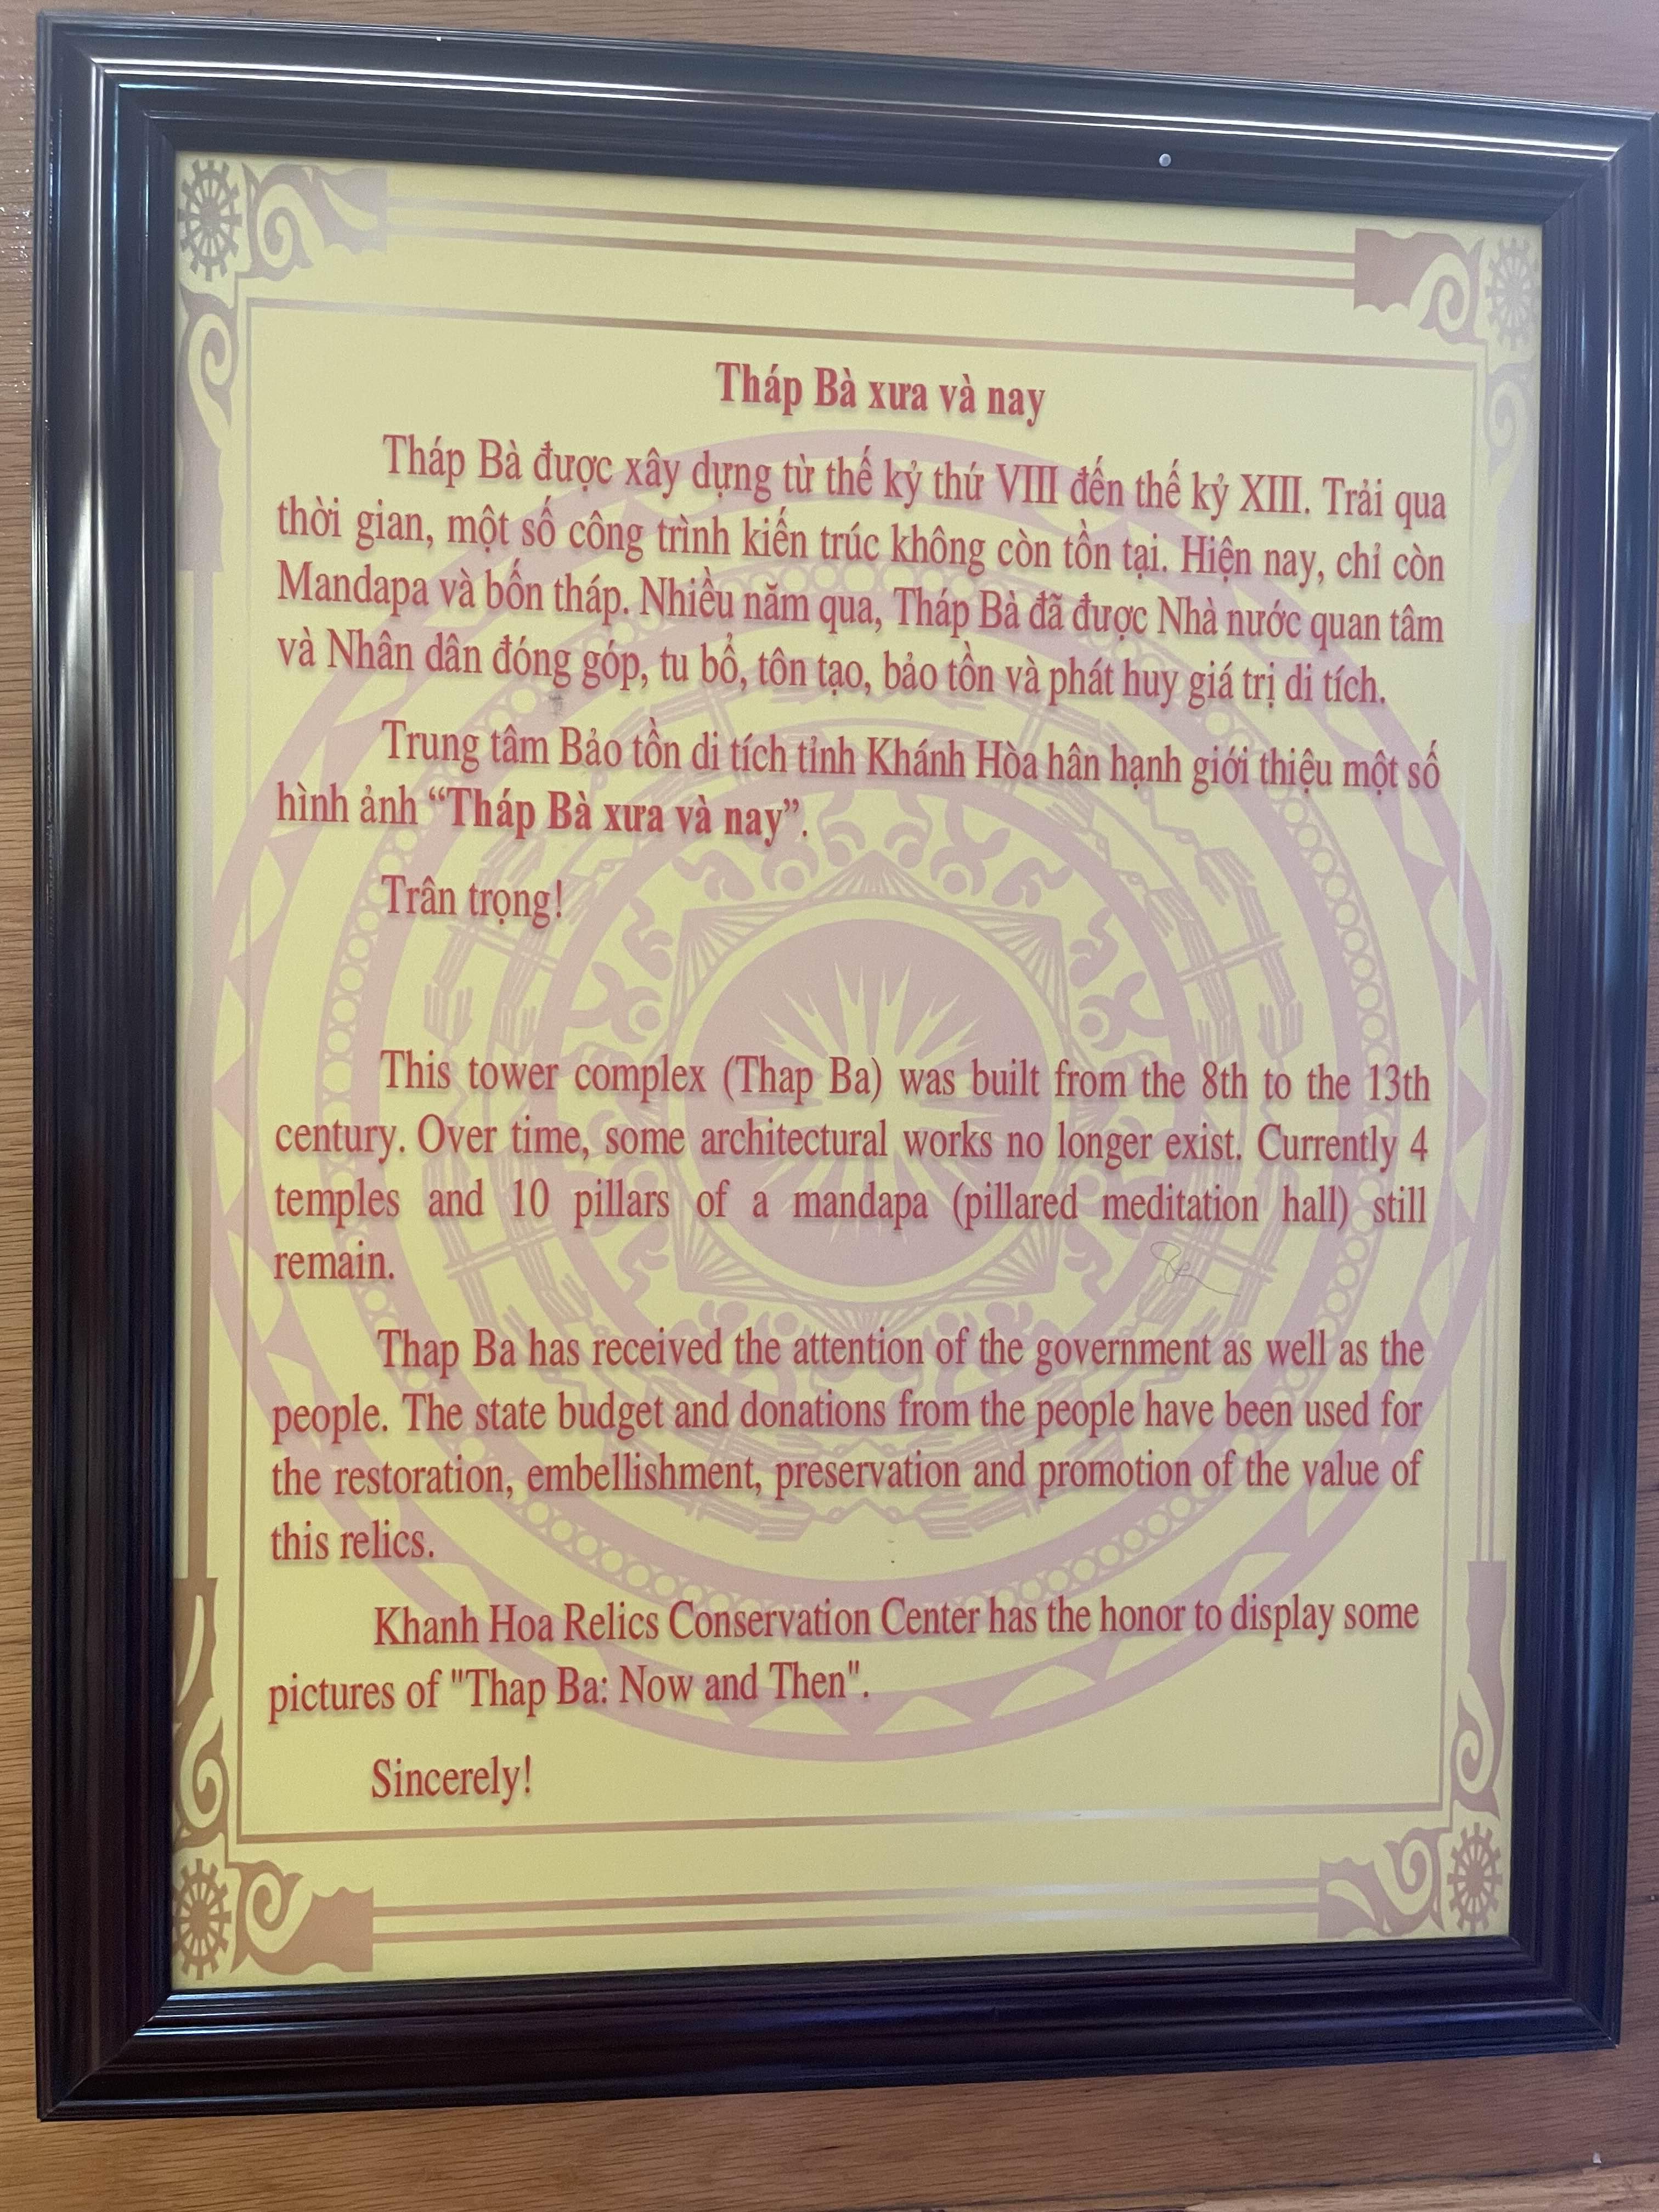 Tháp Bà xưa và nay
Tháp Bà được xây dựng từ thế kỷ thứ VIII đến thế kỷ XIII. Trải qua
thời gian, một số công trình kiến trúc không còn tồn tại. Hiện nay, chỉ còn
Mandapa và bốn tháp. Nhiều năm qua, Tháp Bà đã được Nhà nước quan tâm
và Nhân dân đóng góp, tu bổ, tôn tạo, bảo tồn và phát huy giá trị di tích.
Trung tâm Bảo tồn di tích tỉnh Khánh Hòa hân hạnh giới thiệu một số
hình ảnh “Tháp Bà xưa và nay”.
Trân trọng!
This tower complex (Thap Ba) was built from the 8th to the 13th
century. Over time, some architectural works no longer exist. Currently 4
temples and 10 pillars of a mandapa (pillared meditation hall) still
remain.
Thap Ba has received the attention of the government as well as the
people. The state budget and donations from the people have been used for
the restoration, embellishment, preservation and promotion of the value of
this relics.
Khanh Hoa Relics Conservation Center has the honor to display some
pictures of "Thap Ba: Now and Then".
Sincerely!